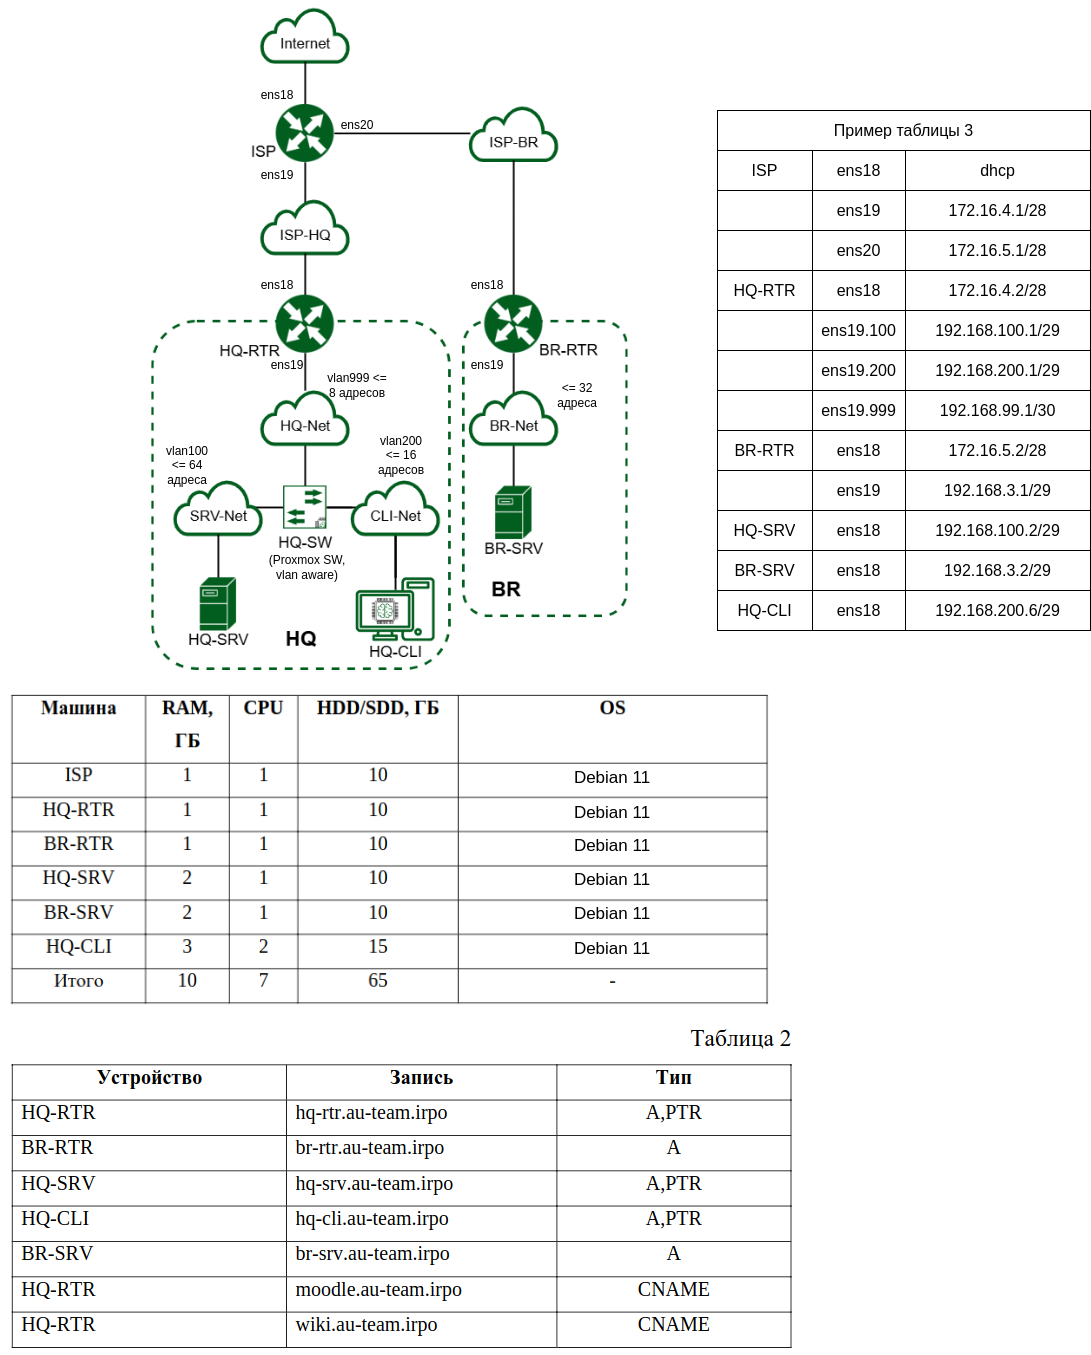 Internet
ens18
ISP
ens20
ISP-BR
ens19
ISP-HQ
ens18
ens18
HQ-RTR
BR-RTR
ens19
ens19
vlan999 <=
8 адресов
<= 32
адреса
HQ-Net
BR-Net
vlan100
<= 64
адреса
vlan200
<= 16
адресов
SRV-Net
CLI-Net
HQ-SW
(Proxmox SW,
vlan aware)
BR-SRV
BR
HQ-SRV
HQ
HQ-CLI
Пример таблицы 3
ISP ens18 dhcp
ens19 172.16.4.1/28
ens20 172.16.5.1/28
HQ-RTR ens18 172.16.4.2/28
ens19.100 192.168.100.1/29
ens19.200 192.168.200.1/29
ens19.999 192.168.99.1/30
BR-RTR ens18 172.16.5.2/28
ens19 192.168.3.1/29
HQ-SRV ens18 192.168.100.2/29
BR-SRV ens18 192.168.3.2/29
HQ-CLI ens18 192.168.200.6/29
Машина RAM, ГБ CPU HDD/SDD, ГБ OS
ISP 1 1 10 Debian 11
HQ-RTR 1 1 10 Debian 11
BR-RTR 1 1 10 Debian 11
HQ-SRV 2 1 10 Debian 11
BR-SRV 2 1 10 Debian 11
HQ-CLI 3 2 15 Debian 11
Итого 10 7 65 -
Таблица 2
Устройство Запись Тип
HQ-RTR hq-rtr.au-team.irpo A,PTR
BR-RTR br-rtr.au-team.irpo A
HQ-SRV hq-srv.au-team.irpo A,PTR
HQ-CLI hq-cli.au-team.irpo A,PTR
BR-SRV br-srv.au-team.irpo A
HQ-RTR moodle.au-team.irpo CNAME
HQ-RTR wiki.au-team.irpo CNAME